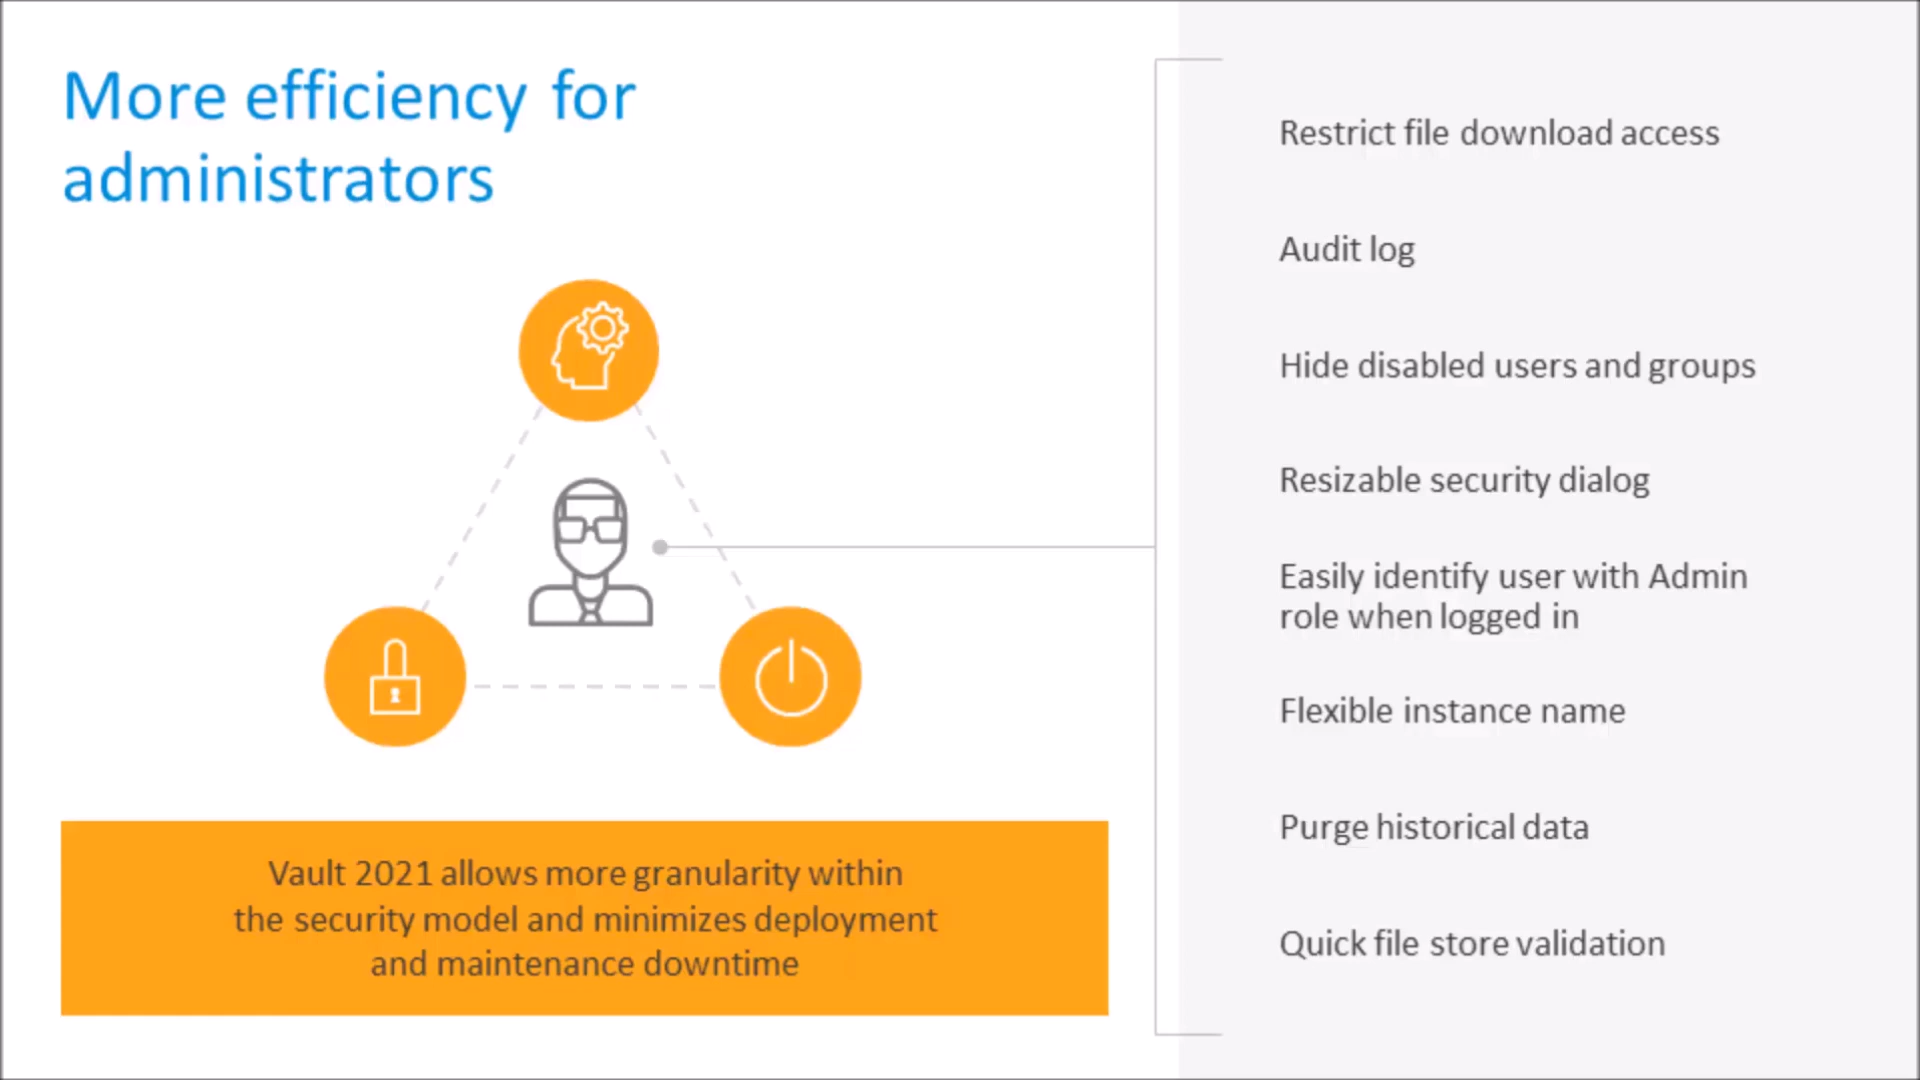 More efficiency for
administrators
Vault 2021 allows more granularity within
the security model and minimizes deployment
and maintenance downtime
Restrict file download access
Audit log
Hide disabled users and groups
Resizable security dialog
Easily identify user with Admin
role when logged in
Flexible instance name
Purge historical data
Quick file store validation